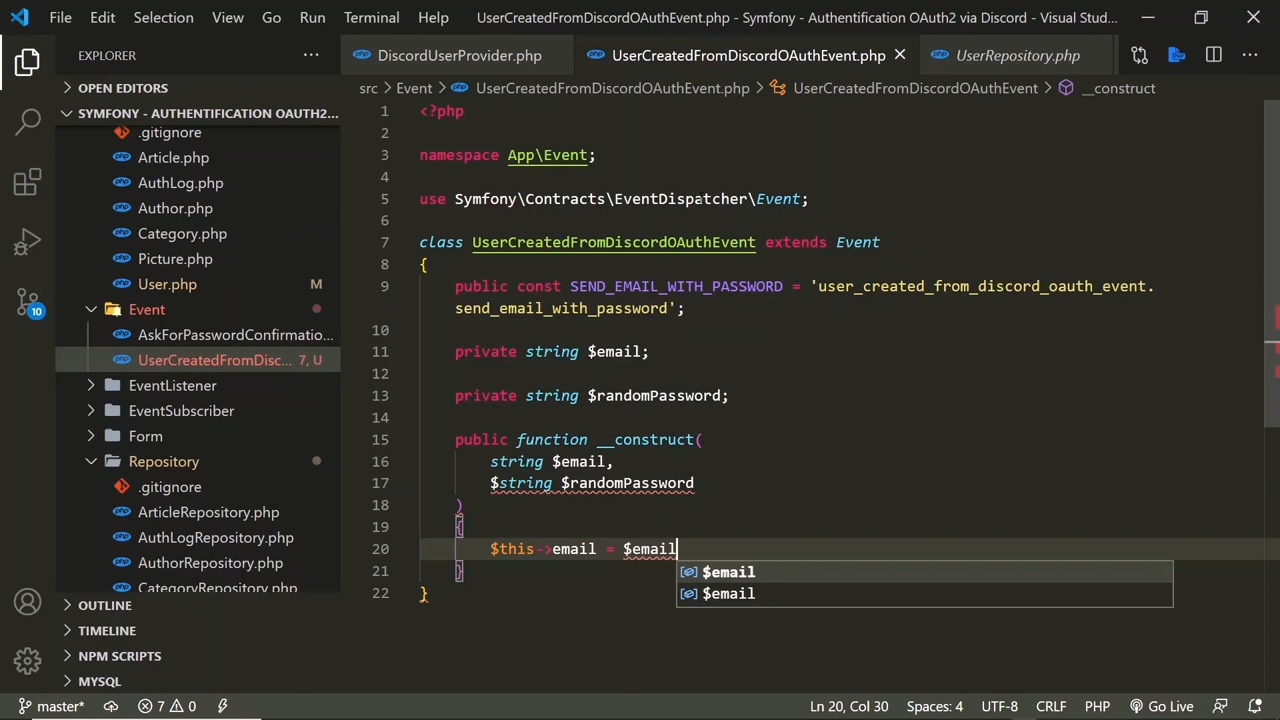 File Edit Selection View Go Run Terminal Help UserCreatedFromDiscordOAuthEvent.php - Symfony - Authentification OAuth2 via Discord - Visual Stud...
EXPLORER
DiscordUserProvider.php UserCreatedFromDiscordOAuthEvent.php UserRepository.php
OPEN EDITORS
src > Event > UserCreatedFromDiscordOAuthEvent.php > UserCreatedFromDiscordOAuthEvent > __construct
SYMFONY - AUTHENTIFICATION OAUTH2...
.gitignore
Article.php
AuthLog.php
Author.php
Category.php
Picture.php
User.php M
Event
AskForPasswordConfirmatio...
UserCreatedFromDisc... 7, U
EventListener
EventSubscriber
Form
Repository
.gitignore
ArticleRepository.php
AuthLogRepository.php
AuthorRepository.php
CategoryRepository.php
OUTLINE
TIMELINE
NPM SCRIPTS
MYSQL
10
1 <?php
2
3 namespace App\Event;
4
5 use Symfony\Contracts\EventDispatcher\Event;
6
7 class UserCreatedFromDiscordOAuthEvent extends Event
8 {
9 public const SEND_EMAIL_WITH_PASSWORD = 'user_created_from_discord_oauth_event.
send_email_with_password';
10
11 private string $email;
12
13 private string $randomPassword;
14
15 public function __construct(
16 string $email,
17 $string $randomPassword
18 )
19 {
20 $this->email = $email
21 }
22 }
$email
$email
master* 7 0 Ln 20, Col 30 Spaces: 4 UTF-8 CRLF PHP Go Live